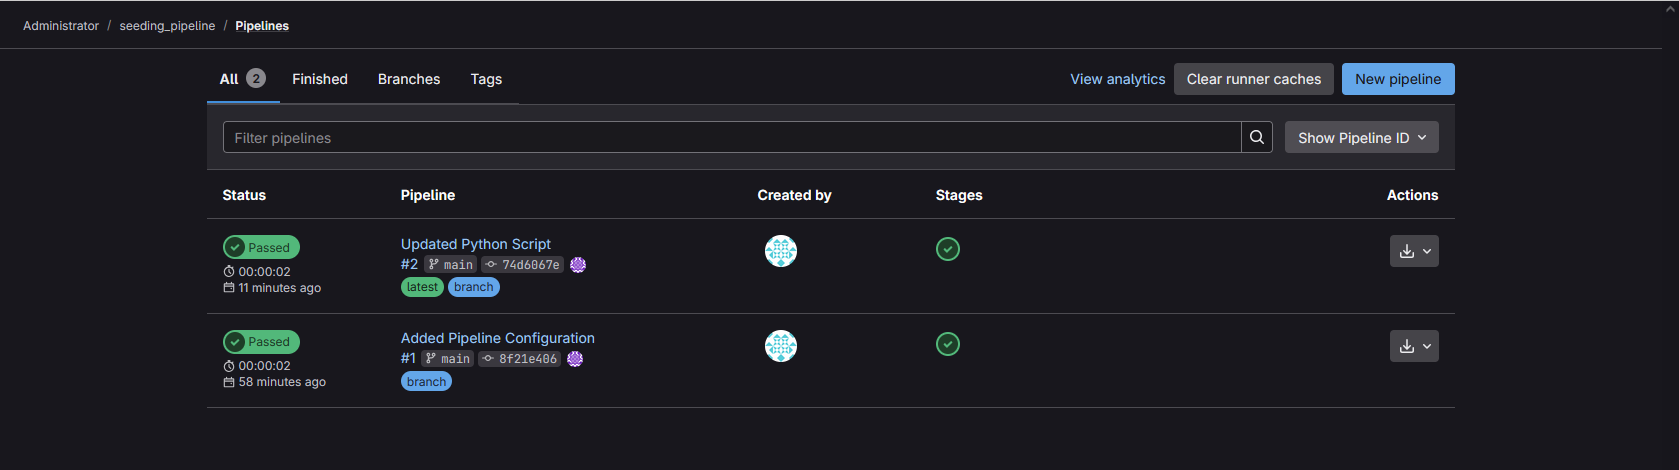 Administrator / seeding_pipeline / Pipelines
All 2 Finished Branches Tags View analytics Clear runner caches New pipeline
Filter pipelines Show Pipeline ID
Status Pipeline Created by Stages Actions
Passed Updated Python Script
#2 main 74d6067e
00:00:02
11 minutes ago latest branch
Passed Added Pipeline Configuration
#1 main 8f21e406
00:00:02
58 minutes ago branch